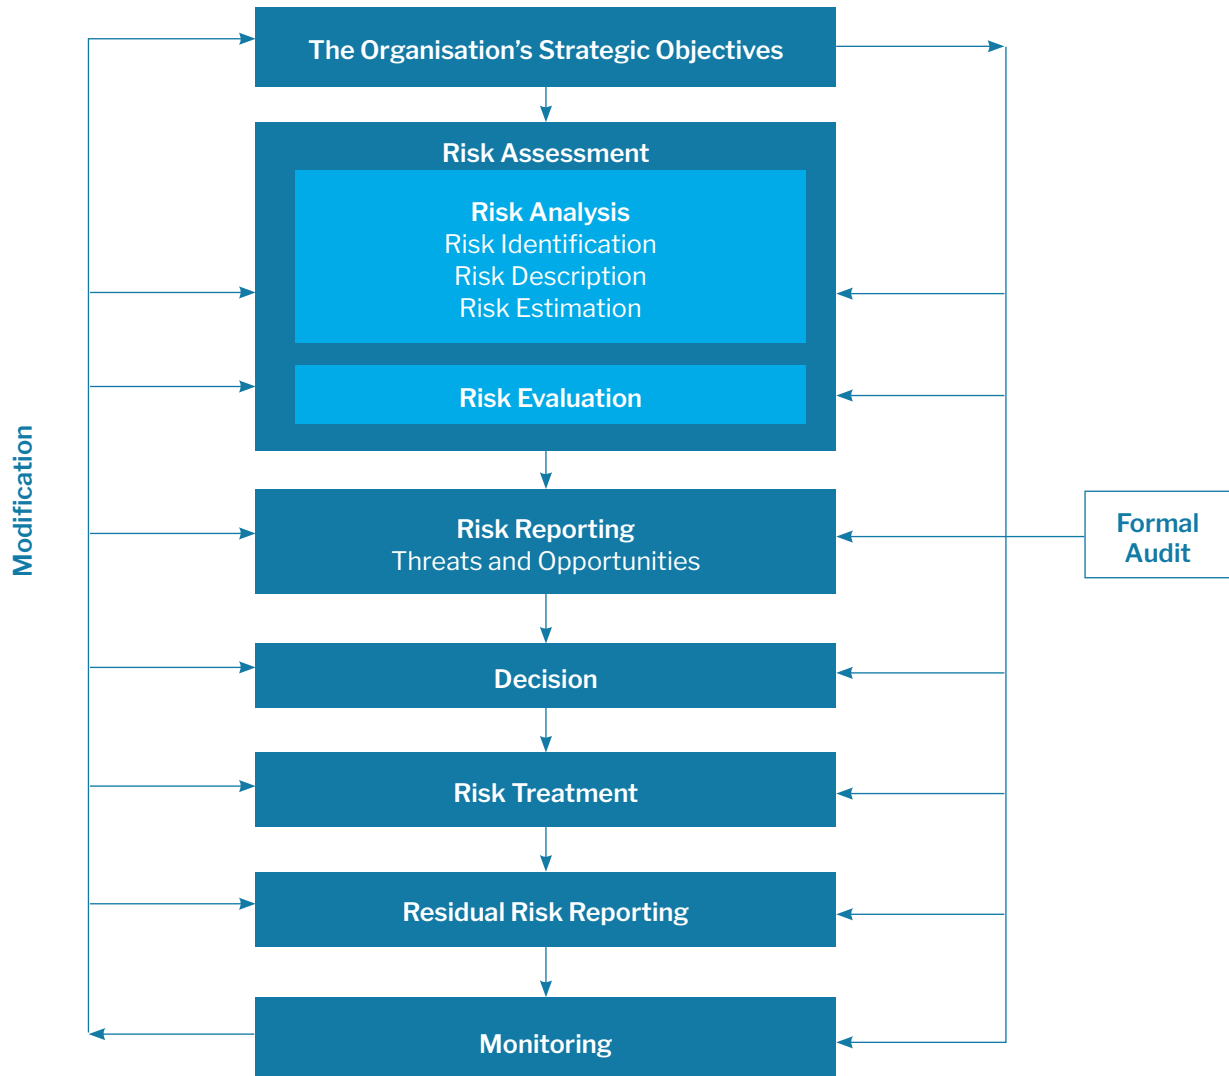 The Organisation’s Strategic Objectives
Risk Assessment
Risk Analysis
Risk Identification
Risk Description
Risk Estimation
Risk Evaluation
Modification
Risk Reporting
Threats and Opportunities
Formal
Audit
Decision
Risk Treatment
Residual Risk Reporting
Monitoring